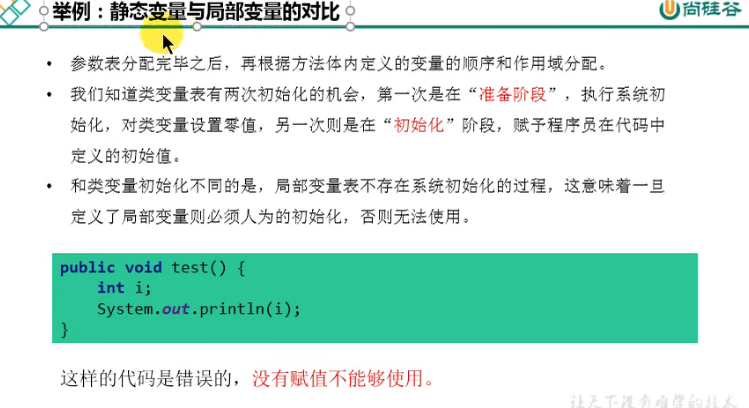 举例：静态变量与局部变量的对比
尚硅谷
• 参数表分配完毕之后，再根据方法体内定义的变量的顺序和作用域分配。
• 我们知道类变量表有两次初始化的机会，第一次是在“准备阶段”，执行系统初
始化，对类变量设置零值，另一次则是在“初始化”阶段，赋予程序员在代码中
定义的初始值。
• 和类变量初始化不同的是，局部变量表不存在系统初始化的过程，这意味着一旦
定义了局部变量则必须人为的初始化，否则无法使用。
public void test() {
int i;
System.out.println(i);
}
这样的代码是错误的，没有赋值不能够使用。
让天下没有难学的技术